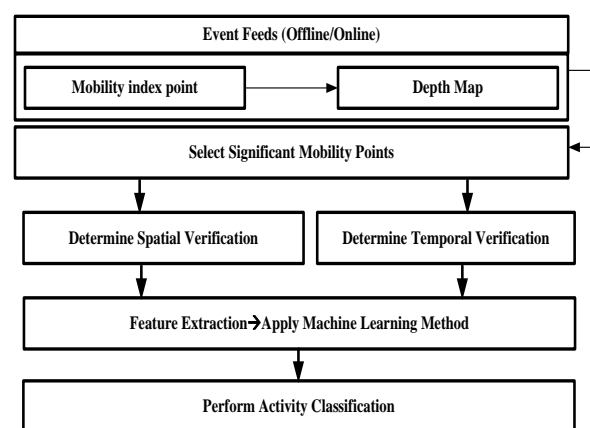 Event Feeds (Offline/Online)
Mobility index point
Depth Map
Select Significant Mobility Points
Determine Spatial Verification
Determine Temporal Verification
Feature Extraction→Apply Machine Learning Method
Perform Activity Classification